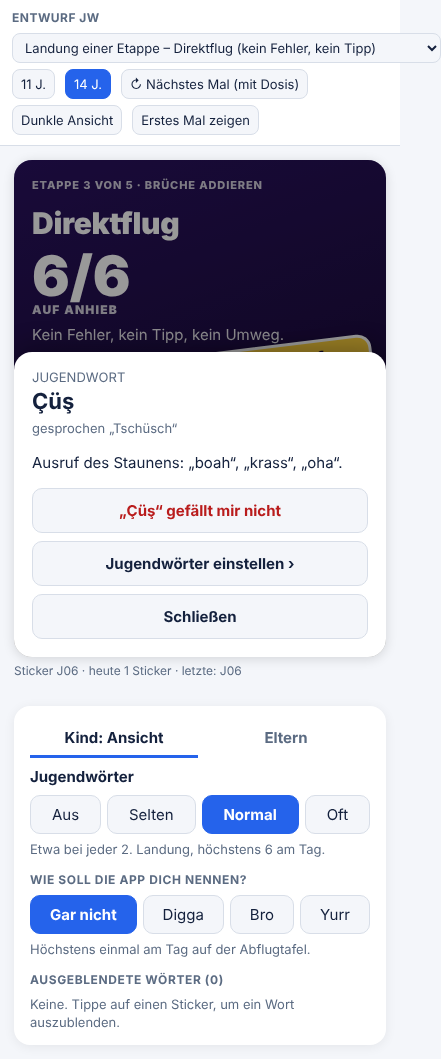 ENTWURF JW
Landung einer Etappe – Direktflug (kein Fehler, kein Tipp)
11 J. 14 J. ↻ Nächstes Mal (mit Dosis)
Dunkle Ansicht Erstes Mal zeigen
ETAPPE 3 VON 5 · BRÜCHE ADDIEREN
Direktflug
6/6
AUF ANHIEB
Kein Fehler, kein Tipp, kein Umweg.
JUGENDWORT
Çüş
gesprochen „Tschüsch“
Ausruf des Staunens: „boah“, „krass“, „oha“.
„Çüş“ gefällt mir nicht
Jugendwörter einstellen ›
Schließen
Sticker J06 · heute 1 Sticker · letzte: J06
Kind: Ansicht Eltern
Jugendwörter
Aus Selten Normal Oft
Etwa bei jeder 2. Landung, höchstens 6 am Tag.
WIE SOLL DIE APP DICH NENNEN?
Gar nicht Digga Bro Yurr
Höchstens einmal am Tag auf der Abflugtafel.
AUSGEBLENDETE WÖRTER (0)
Keine. Tippe auf einen Sticker, um ein Wort
auszublenden.